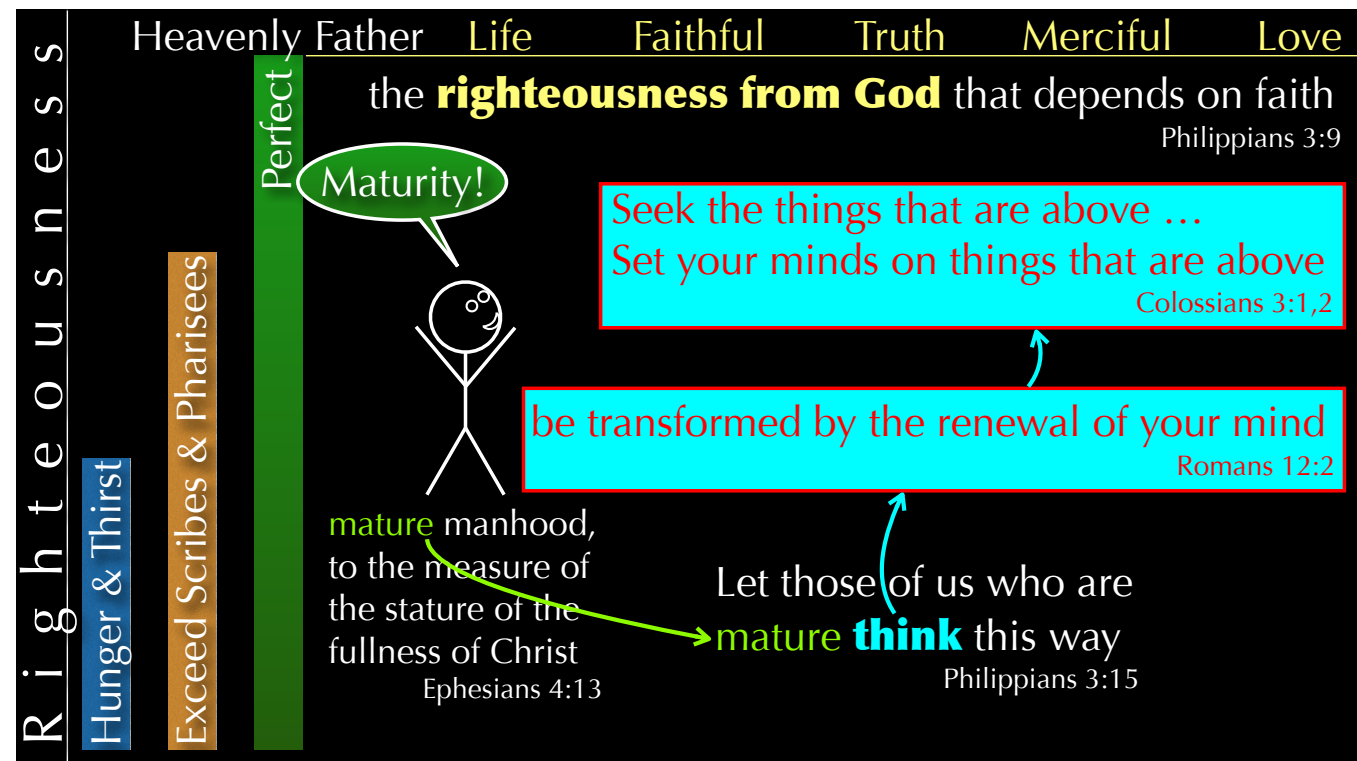 Righteousness
Heavenly Father Life Faithful Truth Merciful Love
Hunger & Thirst
Exceed Scribes & Pharisees
Perfect
the righteousness from God that depends on faith
Philippians 3:9
Maturity!
Seek the things that are above …
Set your minds on things that are above
Colossians 3:1,2
be transformed by the renewal of your mind
Romans 12:2
mature manhood,
to the measure of
the stature of the
fullness of Christ
Ephesians 4:13
Let those of us who are
mature think this way
Philippians 3:15